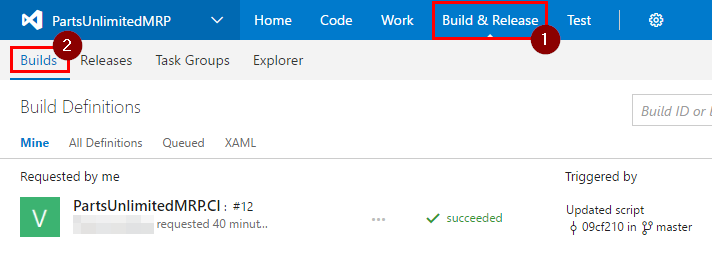 PartsUnlimitedMRP Home Code Work Build & Release Test
2 1
Builds Releases Task Groups Explorer
Build Definitions
Build ID or
Mine All Definitions Queued XAML
Requested by me Triggered by
V PartsUnlimitedMRP.CI : #12
requested 40 minut... ... succeeded
Updated script
09cf210 in master